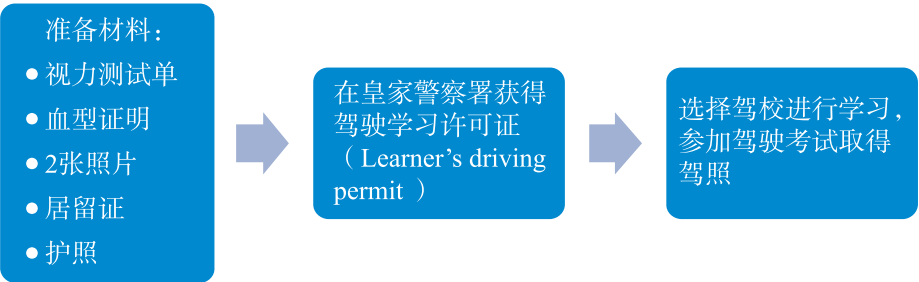 准备材料：
● 视力测试单
● 血型证明
● 2张照片
● 居留证
● 护照
在皇家警察署获得
驾驶学习许可证
（Learner’s driving
permit ）
选择驾校进行学习，
参加驾驶考试取得
驾照